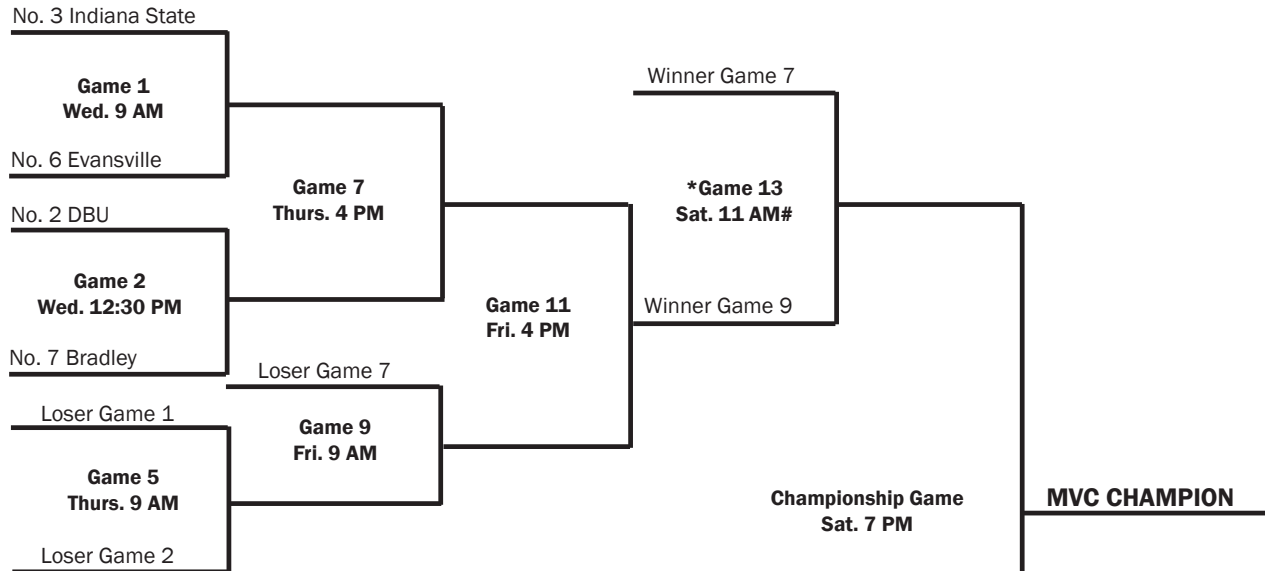 No. 3 Indiana State
Game 1
Wed. 9 AM
No. 6 Evansville
No. 2 DBU
Game 2
Wed. 12:30 PM
No. 7 Bradley
Loser Game 1
Game 5
Thurs. 9 AM
Loser Game 2
Game 7
Thurs. 4 PM
Loser Game 7
Game 9
Fri. 9 AM
Game 11
Fri. 4 PM
Winner Game 7
*Game 13
Sat. 11 AM#
Winner Game 9
Championship Game
Sat. 7 PM
MVC CHAMPION